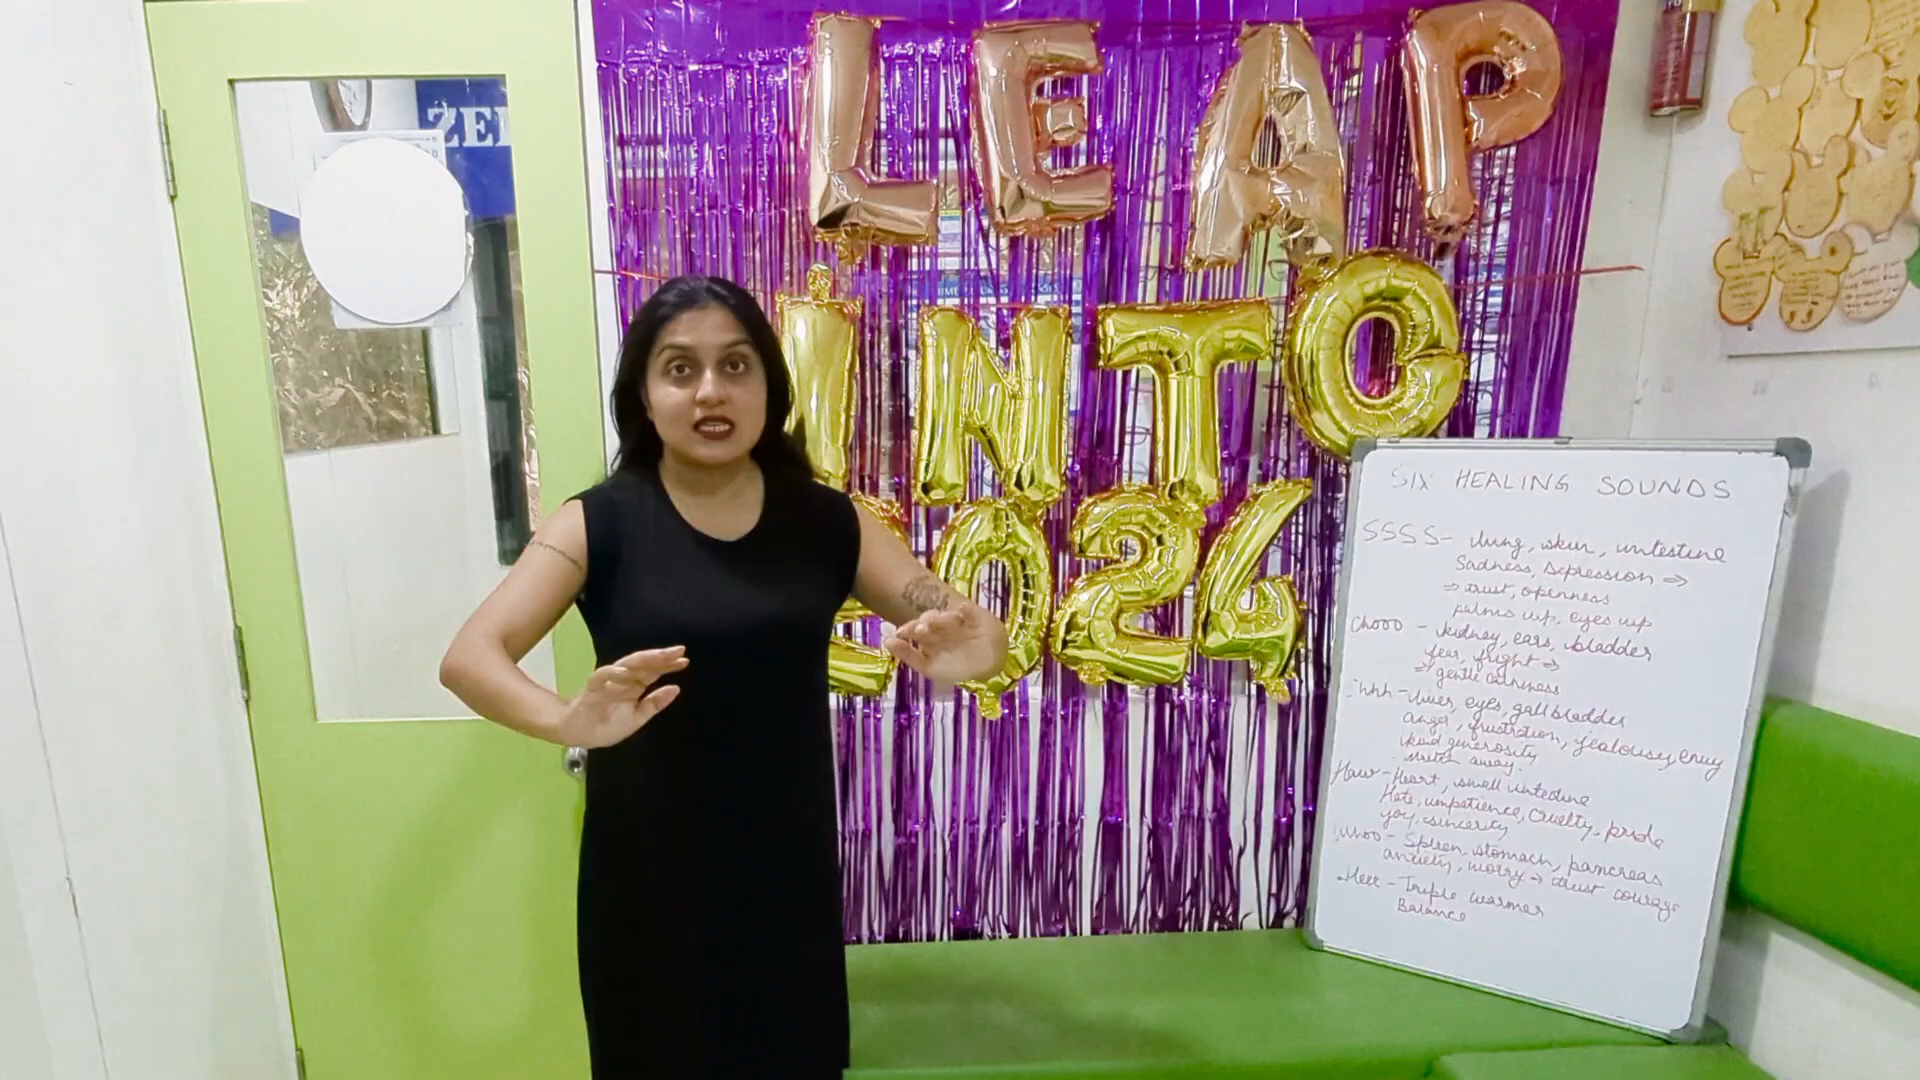 ZEN
LEAP
INTO
2024
SIX HEALING SOUNDS
SSSS- lung, skin, intestine
Sadness, Depression ⇒
⇒ trust, openness
palms up, eyes up
Chooo - kidney, ears, bladder
fear, fright ⇒
⇒ gentle calmness
Shhh - liver, eyes, gallbladder
anger, frustration, jealousy, envy
kind generosity
stretch away.
Haw - Heart, small intestine
Hate, impatience, Cruelty, pride
joy, sincerity
Whoo - Spleen, stomach, pancreas
anxiety, worry → trust courage
Heee - Triple warmer
Balance